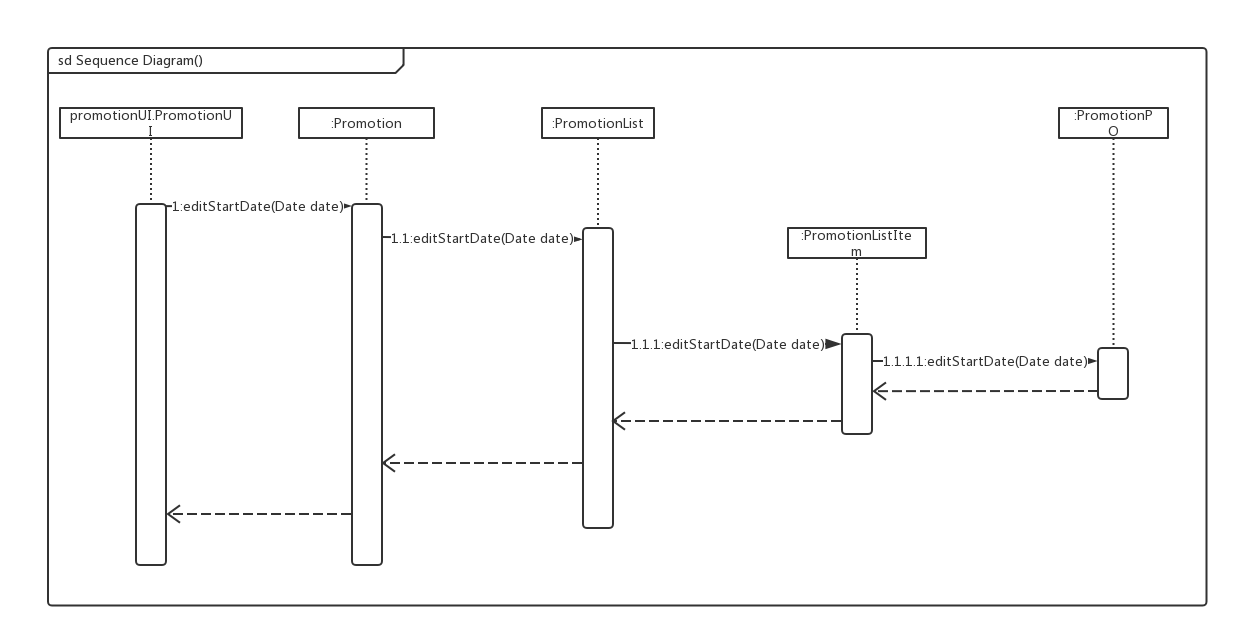 sd Sequence Diagram()
promotionUI.PromotionU
I
:Promotion
:PromotionList
:PromotionP
O
1:editStartDate(Date date)
1.1:editStartDate(Date date)
:PromotionListIte
m
1.1.1:editStartDate(Date date)
1.1.1.1:editStartDate(Date date)